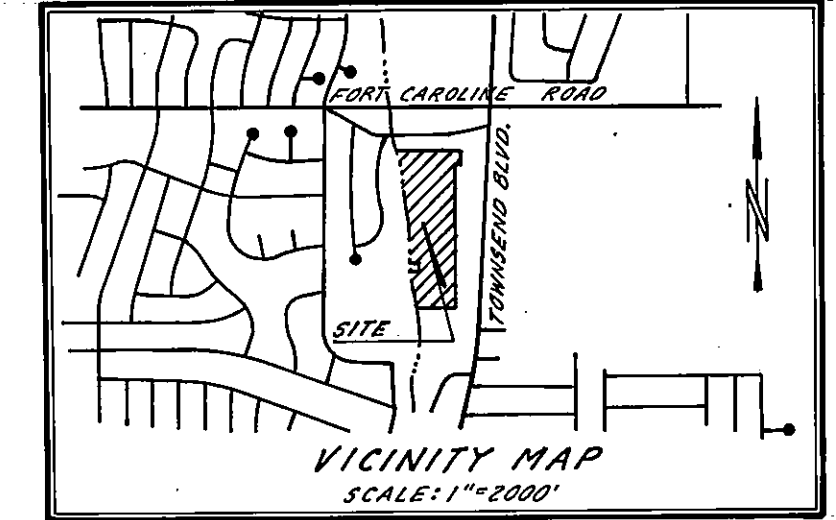 FORT CAROLINE ROAD
TOWNSEND BLVD.
N
SITE
VICINITY MAP
SCALE: 1"=2000'